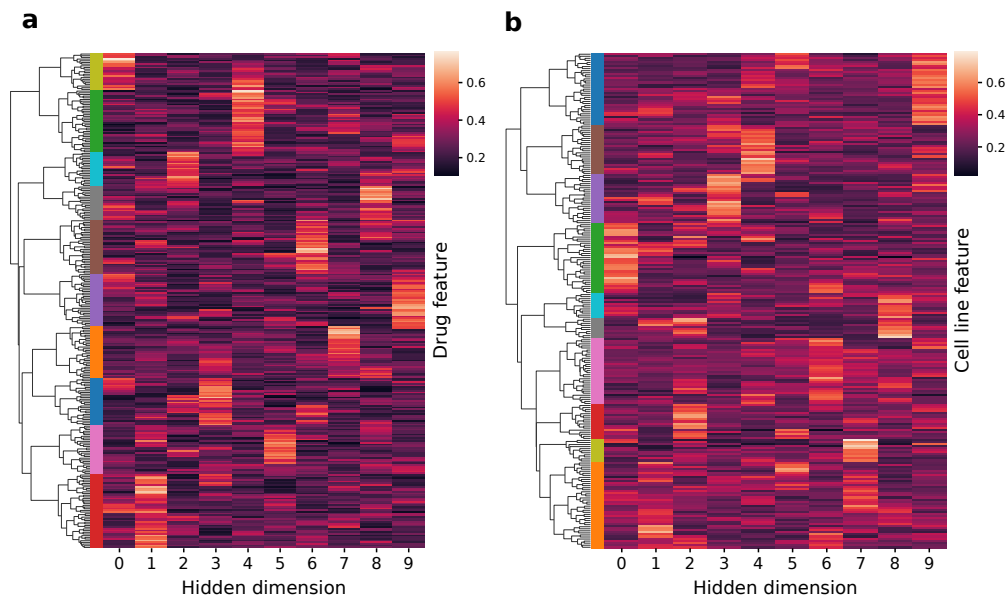 a
0.6
0.4
0.2
Drug feature
0 1 2 3 4 5 6 7 8 9
Hidden dimension
b
0.6
0.4
0.2
Cell line feature
0 1 2 3 4 5 6 7 8 9
Hidden dimension